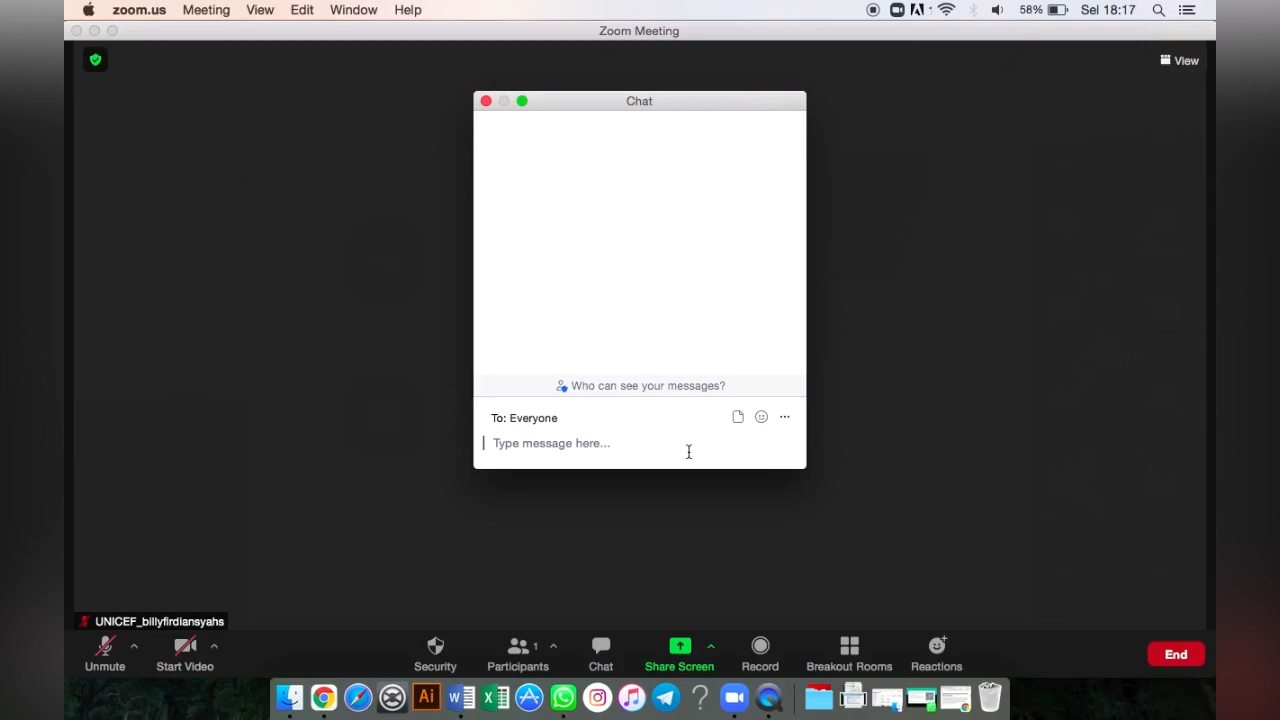 zoom.us Meeting View Edit Window Help
58% Sel 18:17
Zoom Meeting
View
Chat
Who can see your messages?
To: Everyone
Type message here...
UNICEF_billyfirdiansyahs
Unmute Start Video Security Participants 1 Chat Share Screen Record Breakout Rooms Reactions End
Ai